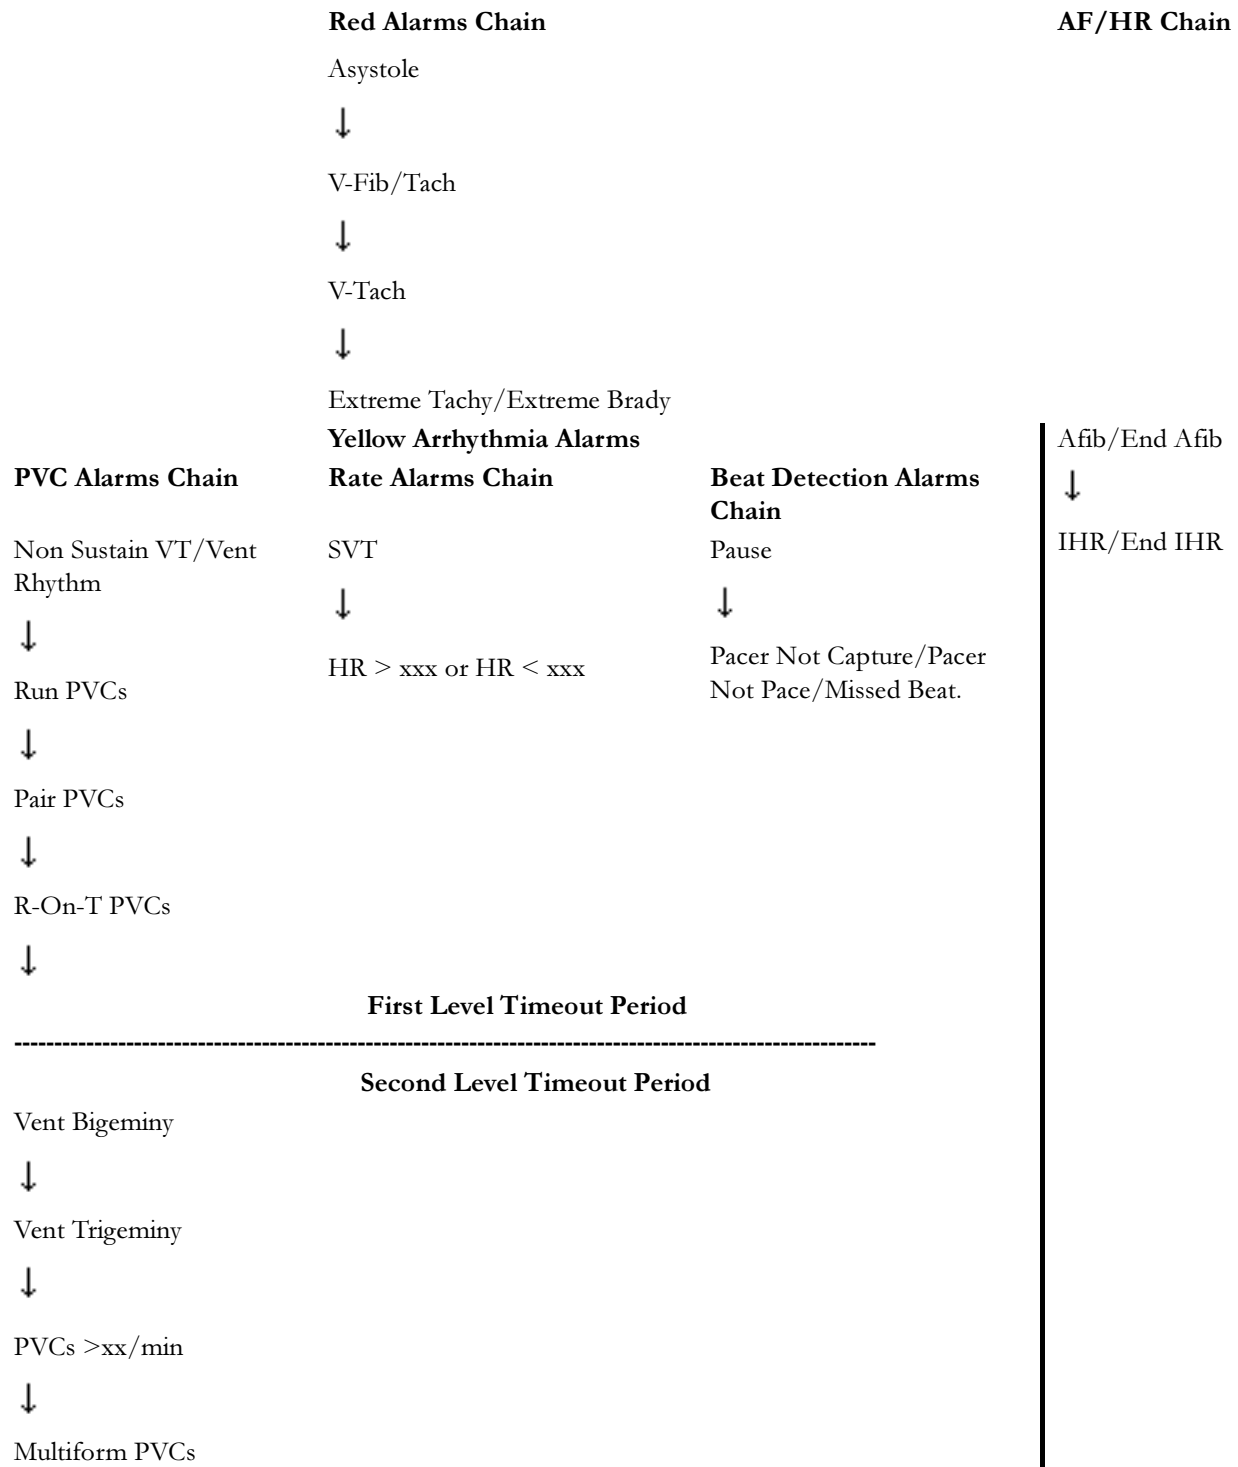 Red Alarms Chain
AF/HR Chain
Asystole
↓
V-Fib/Tach
↓
V-Tach
↓
Extreme Tachy/Extreme Brady
Yellow Arrhythmia Alarms
Afib/End Afib
↓
IHR/End IHR
PVC Alarms Chain
Non Sustain VT/Vent
Rhythm
↓
Run PVCs
↓
Pair PVCs
↓
R-On-T PVCs
↓
Rate Alarms Chain
SVT
↓
HR > xxx or HR < xxx
Beat Detection Alarms
Chain
Pause
↓
Pacer Not Capture/Pacer
Not Pace/Missed Beat.
First Level Timeout Period
------------------------------------------------------------
Second Level Timeout Period
Vent Bigeminy
↓
Vent Trigeminy
↓
PVCs >xx/min
↓
Multiform PVCs